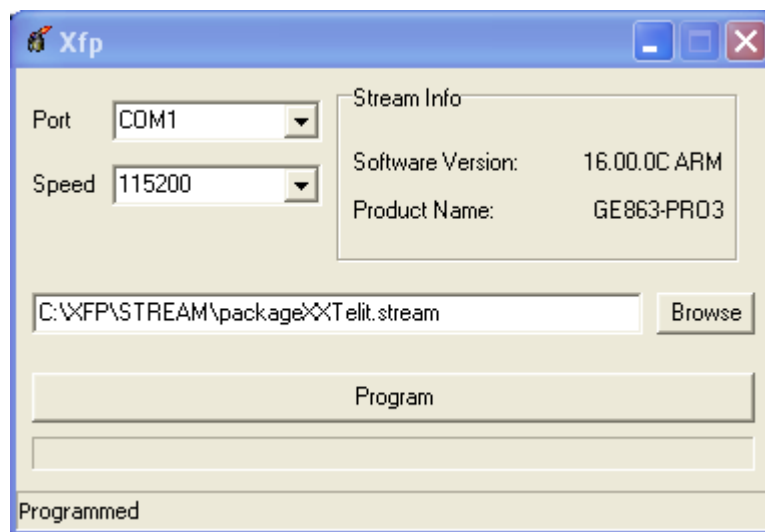 Xfp
Port
COM1
Speed
115200
Stream Info
Software Version: 16.00.0C ARM
Product Name: GE863-PRO3
C:\XFP\STREAM\packageXXTelit.stream
Browse
Program
Programmed